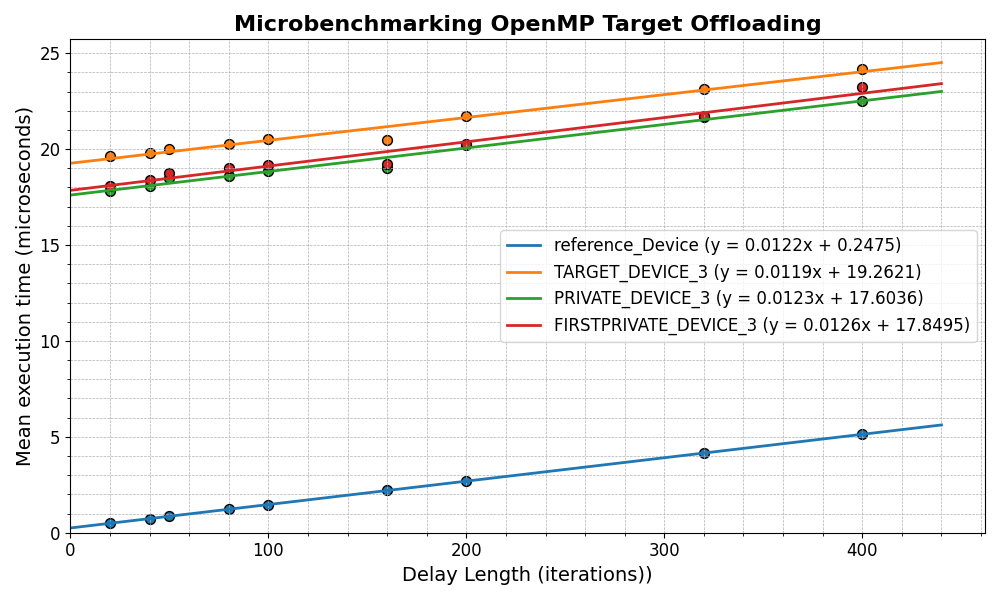 Microbenchmarking OpenMP Target Offloading
Mean execution time (microseconds)
25
20
15
10
5
0
reference_Device (y = 0.0122x + 0.2475)
TARGET_DEVICE_3 (y = 0.0119x + 19.2621)
PRIVATE_DEVICE_3 (y = 0.0123x + 17.6036)
FIRSTPRIVATE_DEVICE_3 (y = 0.0126x + 17.8495)
0 100 200 300 400
Delay Length (iterations))